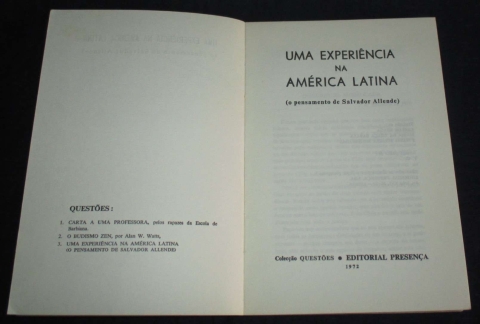 QUESTÕES:
1. CARTA A UMA PROFESSORA, pelos rapazes da Escola de
Barbiana.
2. O BUDISMO ZEN, por Alan W. Watts,
3. UMA EXPERIÊNCIA NA AMÉRICA LATINA
(O PENSAMENTO DE SALVADOR ALLENDE)
UMA EXPERIÊNCIA
NA
AMÉRICA LATINA
(o pensamento de Salvador Allende)
Colecção QUESTÕES ● EDITORIAL PRESENÇA
1972